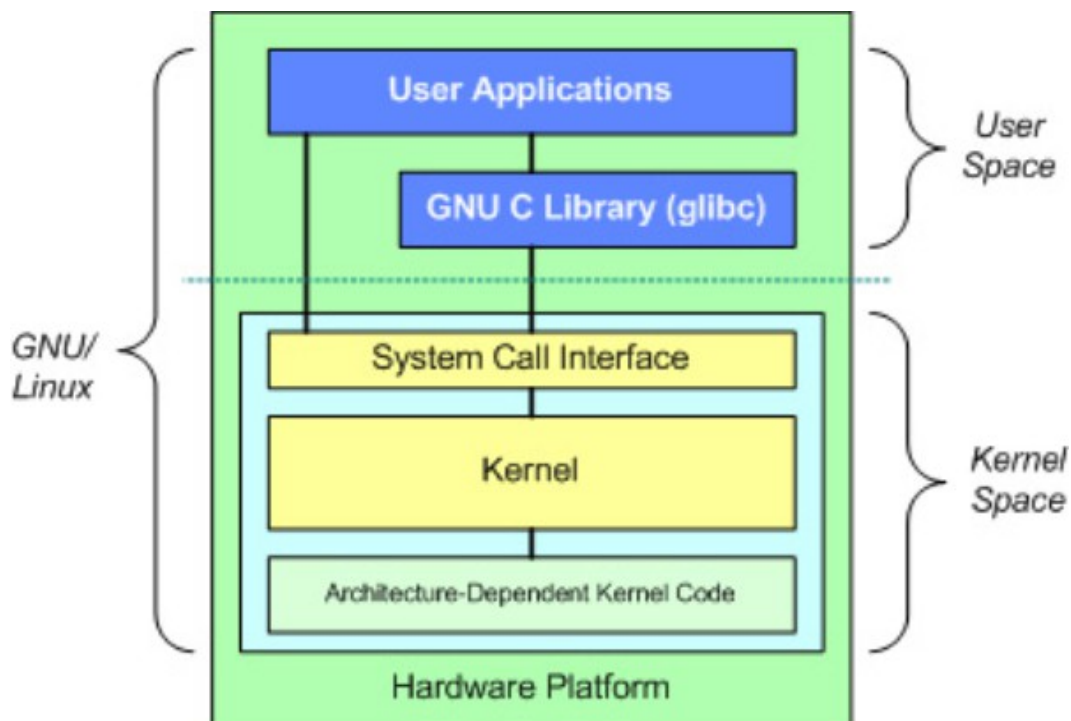 User Applications
User
Space
GNU C Library (glibc)
GNU/
Linux
System Call Interface
Kernel
Kernel
Space
Architecture-Dependent Kernel Code
Hardware Platform